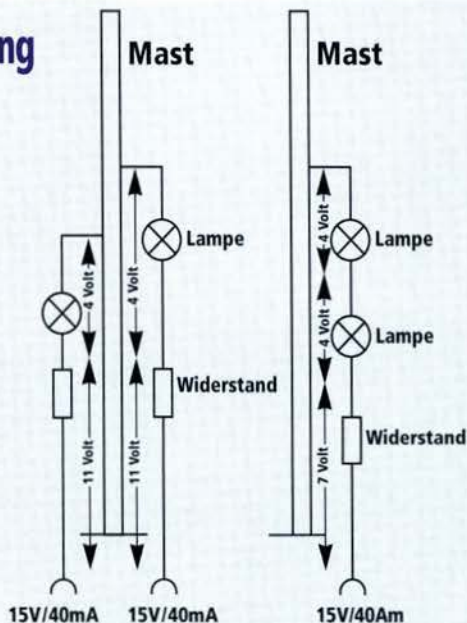 ng
Mast
Mast
Lampe
4 Volt
4 Volt
Widerstand
11 Volt
11 Volt
15V/40mA
15V/40mA
4 Volt
Lampe
4 Volt
Lampe
7 Volt
Widerstand
15V/40Am